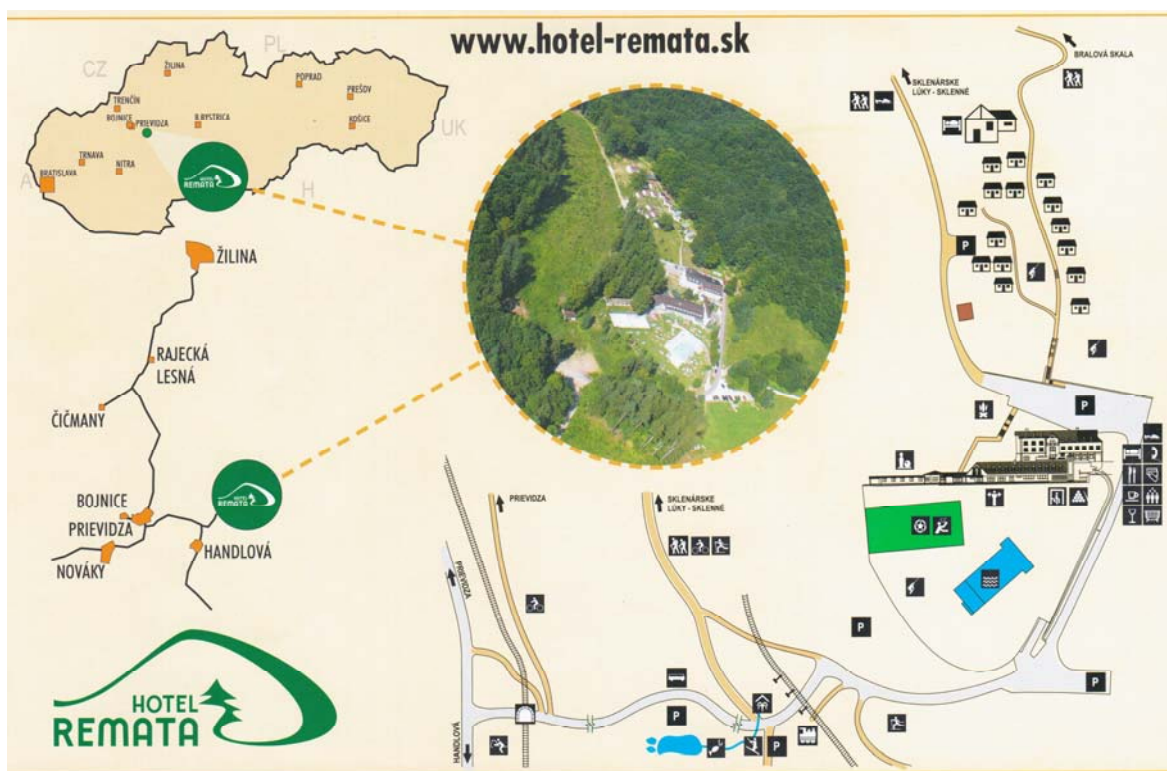 www.hotel-remata.sk
PL
CZ
ŽILINA
POPRAD
PREŠOV
TRENČÍN
BOJNICE
PRIEVIDZA
B.BYSTRICA
KOŠICE
UK
TRNAVA
NITRA
A
BRATISLAVA
HOTEL
REMATA
H
ŽILINA
RAJECKÁ
LESNÁ
ČIČMANY
BOJNICE
PRIEVIDZA
NOVÁKY
HANDLOVÁ
HOTEL
REMATA
HOTEL
REMATA
BRALOVÁ SKALA
SKLENÁRSKE
LÚKY - SKLENNÉ
P
P
PRIEVIDZA
SKLENÁRSKE
LÚKY - SKLENNÉ
PRIEVIDZA
HANDLOVÁ
P
P
P
P